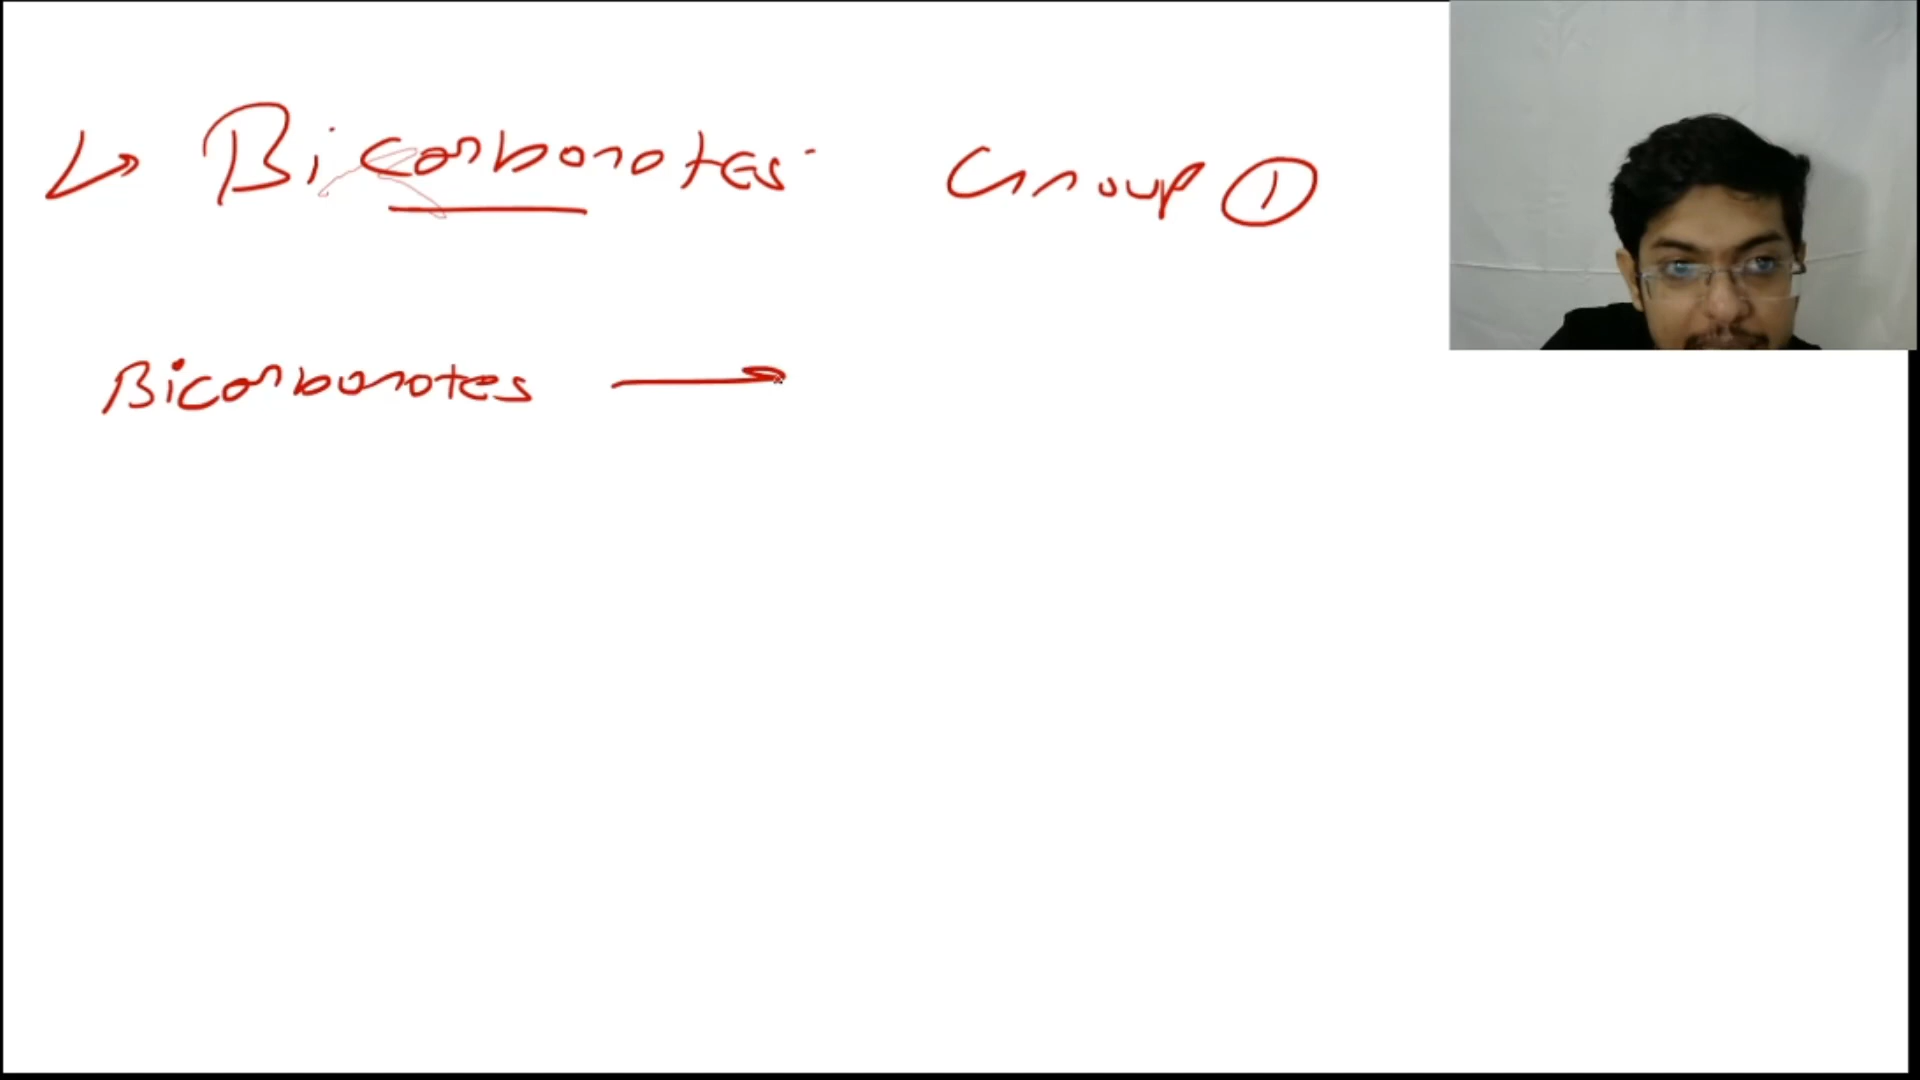 ↳ Bicarbonates Group ①
Bicarbonates →